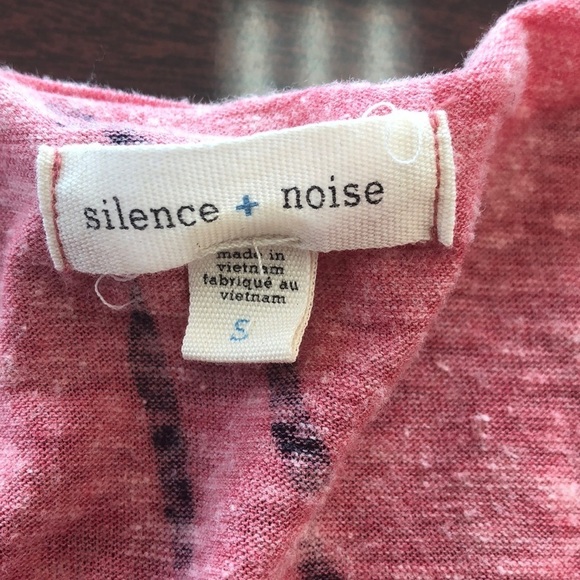 silence + noise
made in
vietnam
fabriqué au
vietnam
S